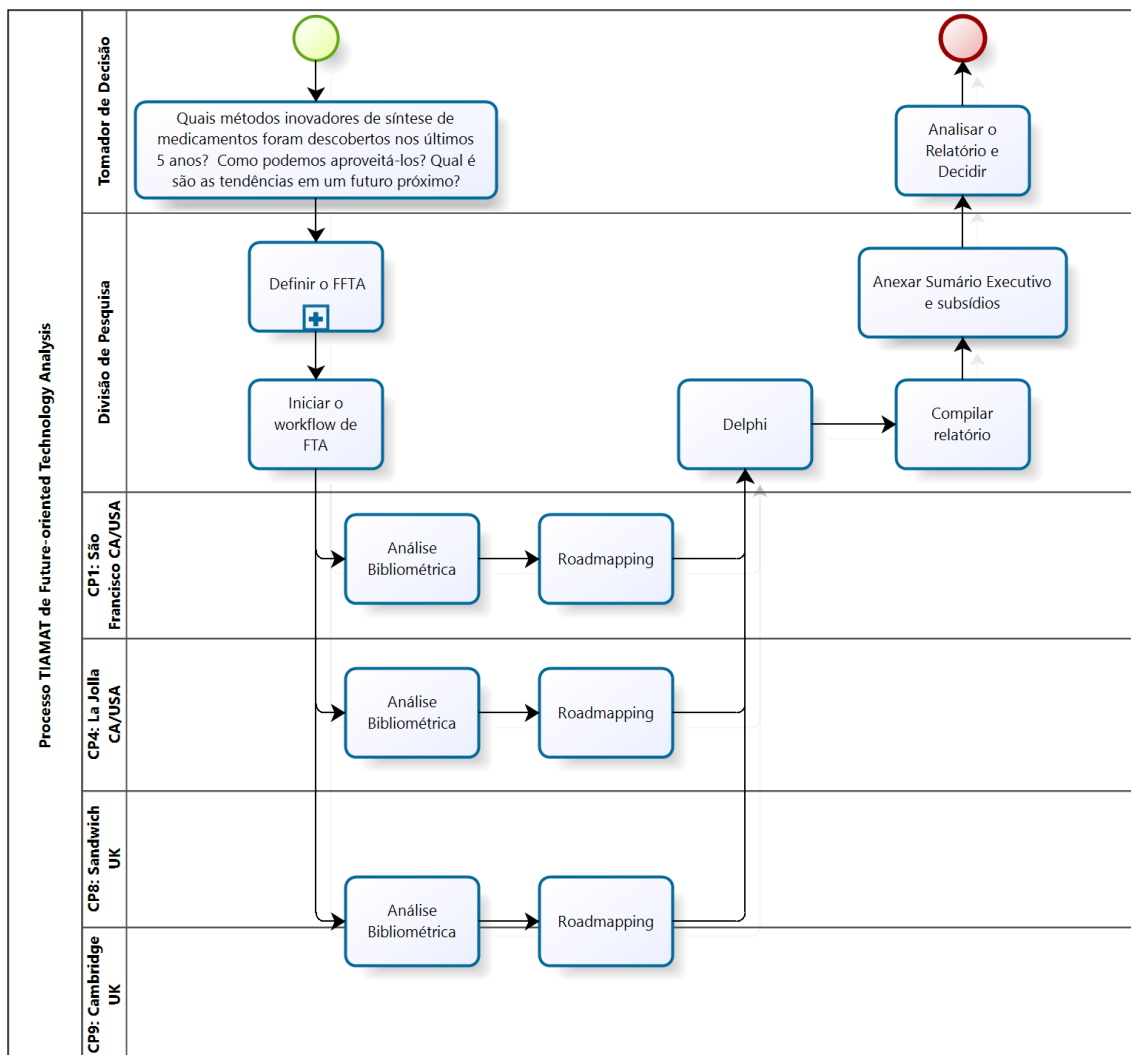 Processo TIAMAT de Future-oriented Technology Analysis
Tomador de Decisão
Quais métodos inovadores de síntese de
medicamentos foram descobertos nos últimos
5 anos?  Como podemos aproveitá-los? Qual é
são as tendências em um futuro próximo?
Analisar o
Relatório e
Decidir
Divisão de Pesquisa
Definir o FFTA
Anexar Sumário Executivo
e subsídios
Iniciar o
workflow de
FTA
Delphi
Compilar
relatório
CP1: São
Francisco CA/USA
Análise
Bibliométrica
Roadmapping
CP4: La Jolla
CA/USA
Análise
Bibliométrica
Roadmapping
CP8: Sandwich
UK
Análise
Bibliométrica
Roadmapping
CP9: Cambridge
UK